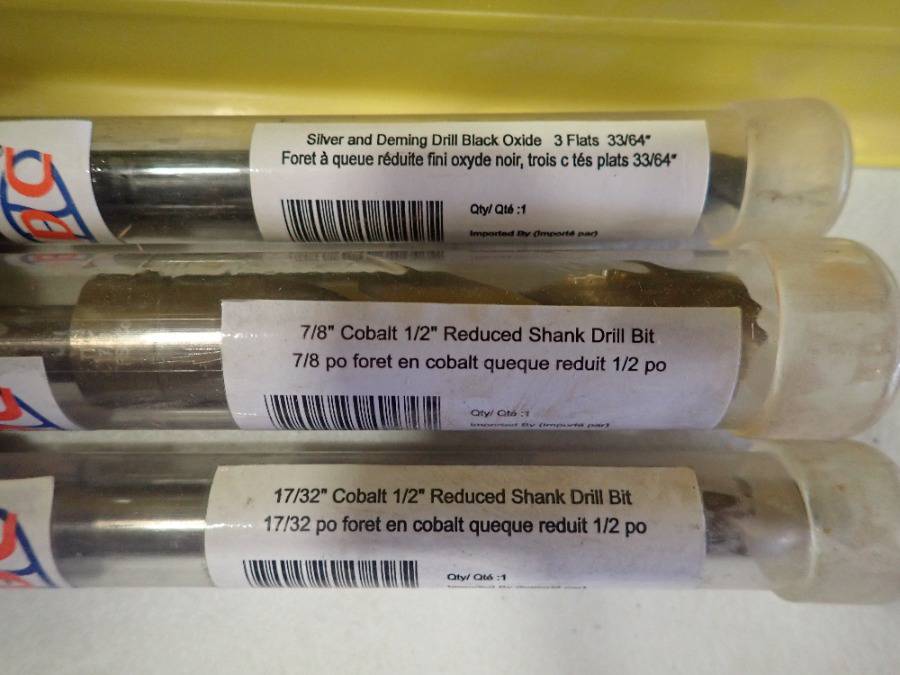 Silver and Deming Drill Black Oxide 3 Flats 33/64"
Foret à queue réduite fini oxyde noir, trois c tés plats 33/64"
Qty/ Qté :1
Imported By (Importé par)
7/8" Cobalt 1/2" Reduced Shank Drill Bit
7/8 po foret en cobalt queque reduit 1/2 po
Qty/ Qté :1
Imported By (Importé par)
17/32" Cobalt 1/2" Reduced Shank Drill Bit
17/32 po foret en cobalt queque reduit 1/2 po
Qty/ Qté :1